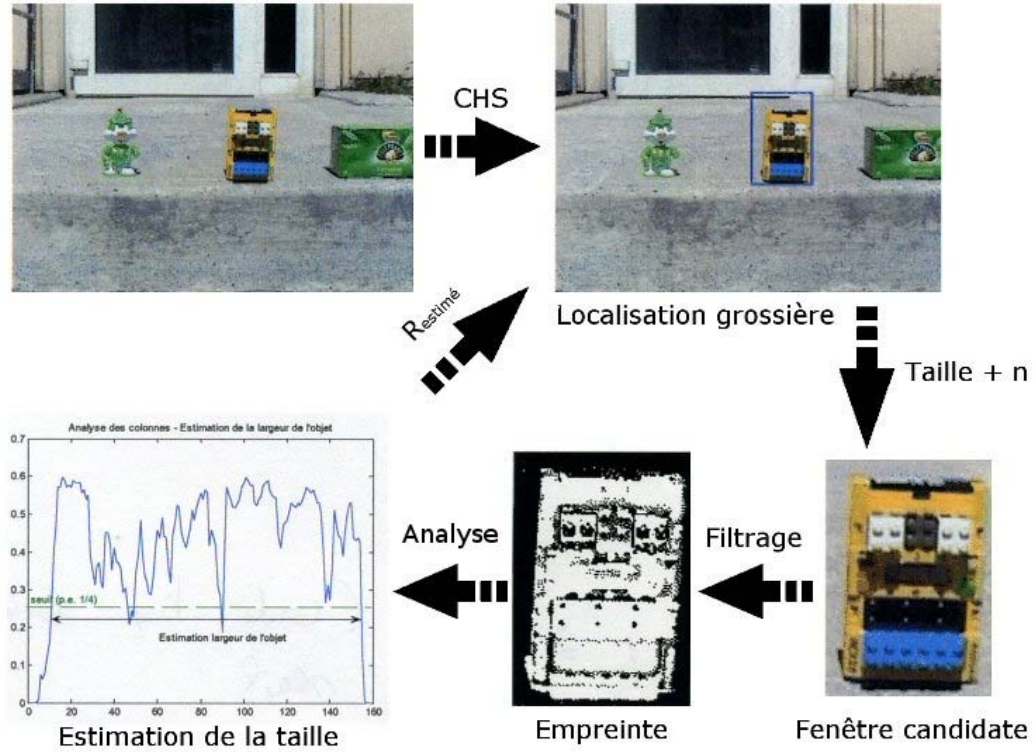 CHS
Restimé
Localisation grossière
Taille + n
Analyse des colonnes - Estimation de la largeur de l'objet
0.7
0.6
0.5
0.4
0.3
0.2
0.1
0
seuil (p.e. 1/4)
Estimation largeur de l'objet
0 20 40 60 80 100 120 140 160
Estimation de la taille
Analyse
Filtrage
Empreinte
Fenêtre candidate